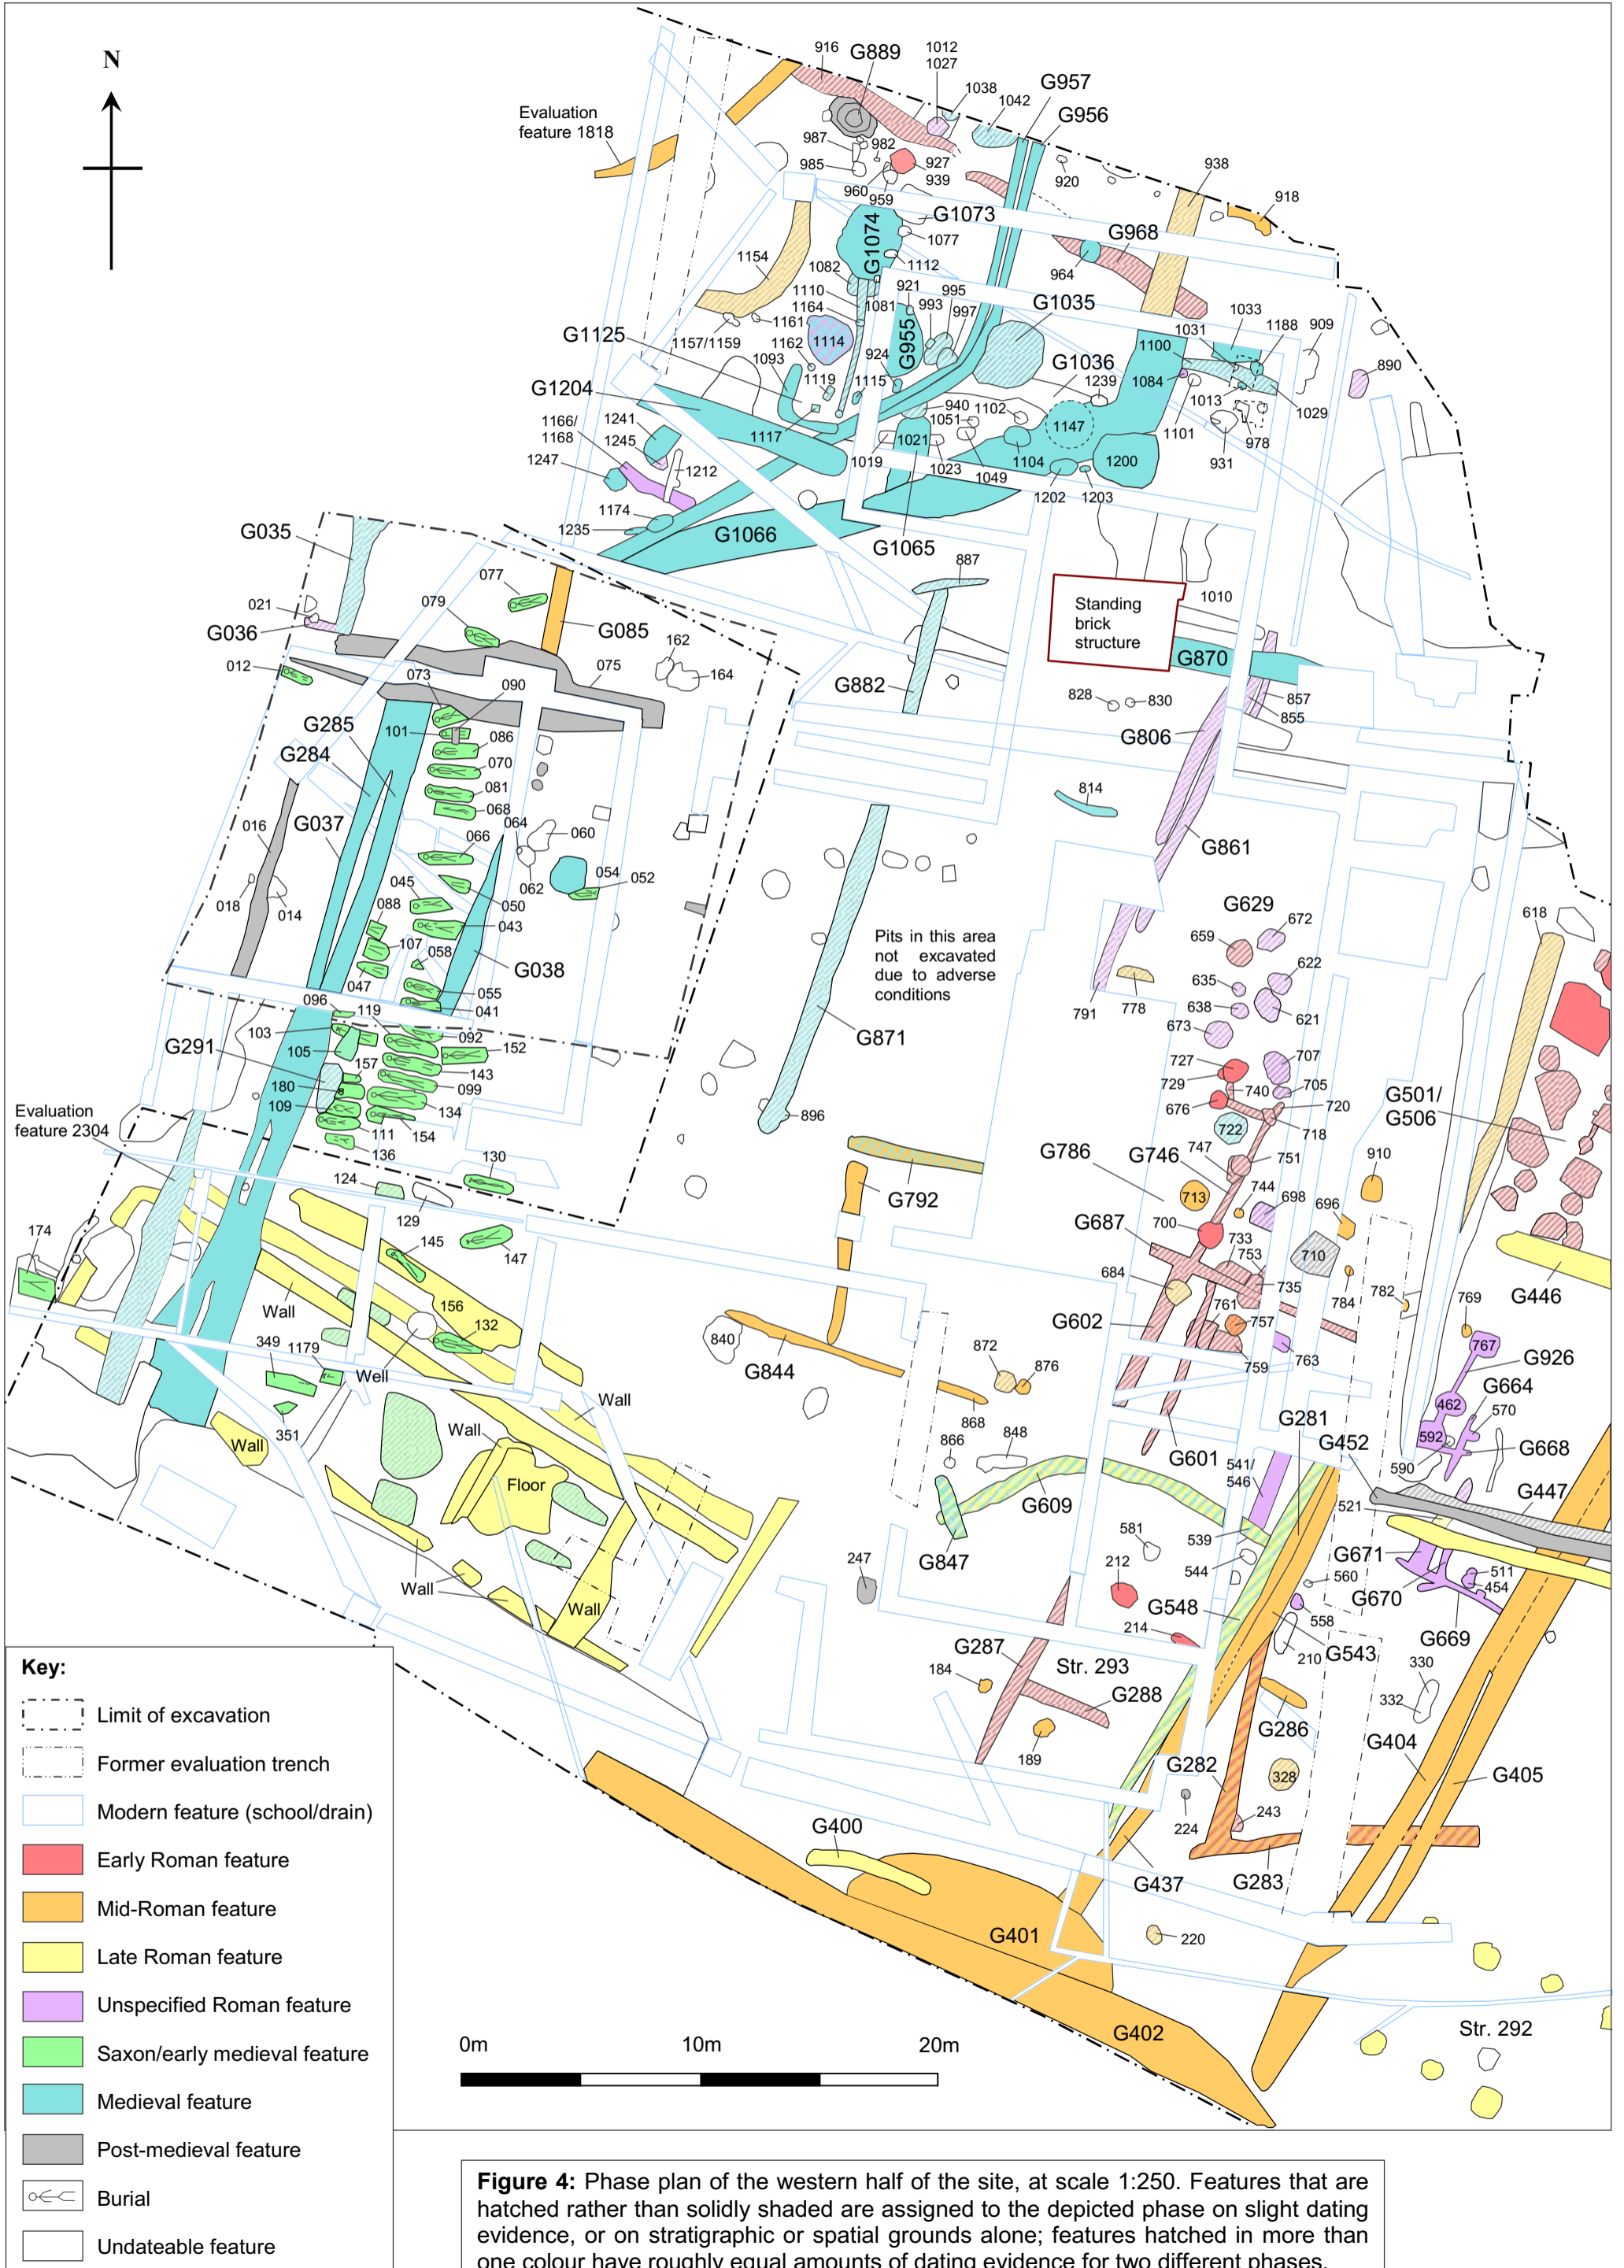 N
916
G889
1012
1027
1038
G957
1042
G956
Evaluation
feature 1818
987
982
985
927
939
960
959
920
938
918
G1073
1077
G968
G1074
1154
1082
1112
964
1110
1164
1081
921
995
993
997
G1035
G1125
1161
1157/1159
1162
1114
G955
1093
924
1119
1115
G1036
1239
1031
1033
1188
909
1100
1084
890
1013
1029
G1204
1166/
1168
1241
1245
1117
940
1102
1051
1147
1101
978
931
1247
1212
1019
1021
1023
1049
1104
1200
1202
1203
1174
1235
G1066
G1065
G035
887
077
079
021
G036
G085
162
Standing
brick
structure
1010
012
073
090
075
164
G882
G870
828
830
857
855
G285
101
086
G284
070
081
068
G806
814
016
G037
064
066
060
062
054
052
G861
045
050
018
014
088
043
107
058
G038
047
055
041
G629
672
659
618
Pits in this area
not excavated
due to adverse
conditions
622
635
638
621
791
778
673
096
119
103
092
G291
105
152
157
143
180
099
109
134
111
154
136
G871
707
727
729
740
705
676
720
722
718
G501/
G506
Evaluation
feature 2304
896
747
751
G786
G746
910
124
130
129
G792
713
744
698
696
174
145
147
G687
700
733
753
710
684
735
784
782
G446
Wall
156
132
349
1179
Well
351
Wall
840
G844
G602
761
757
759
763
769
767
G926
872
876
868
462
G664
570
592
G668
590
Wall
Wall
Floor
866
848
G609
G281
G601
G452
541/
546
G447
521
581
539
G847
212
544
G671
560
511
454
G670
Wall
247
Wall
G548
558
214
210
G543
G669
330
332
G287
184
Str. 293
G288
189
G286
G404
G282
328
G405
224
243
G400
G437
G283
G401
220
G402
Str. 292
0m
10m
20m
Key:
Limit of excavation
Former evaluation trench
Modern feature (school/drain)
Early Roman feature
Mid-Roman feature
Late Roman feature
Unspecified Roman feature
Saxon/early medieval feature
Medieval feature
Post-medieval feature
Burial
Undateable feature
Figure 4: Phase plan of the western half of the site, at scale 1:250. Features that are
hatched rather than solidly shaded are assigned to the depicted phase on slight dating
evidence, or on stratigraphic or spatial grounds alone; features hatched in more than
one colour have roughly equal amounts of dating evidence for two different phases.